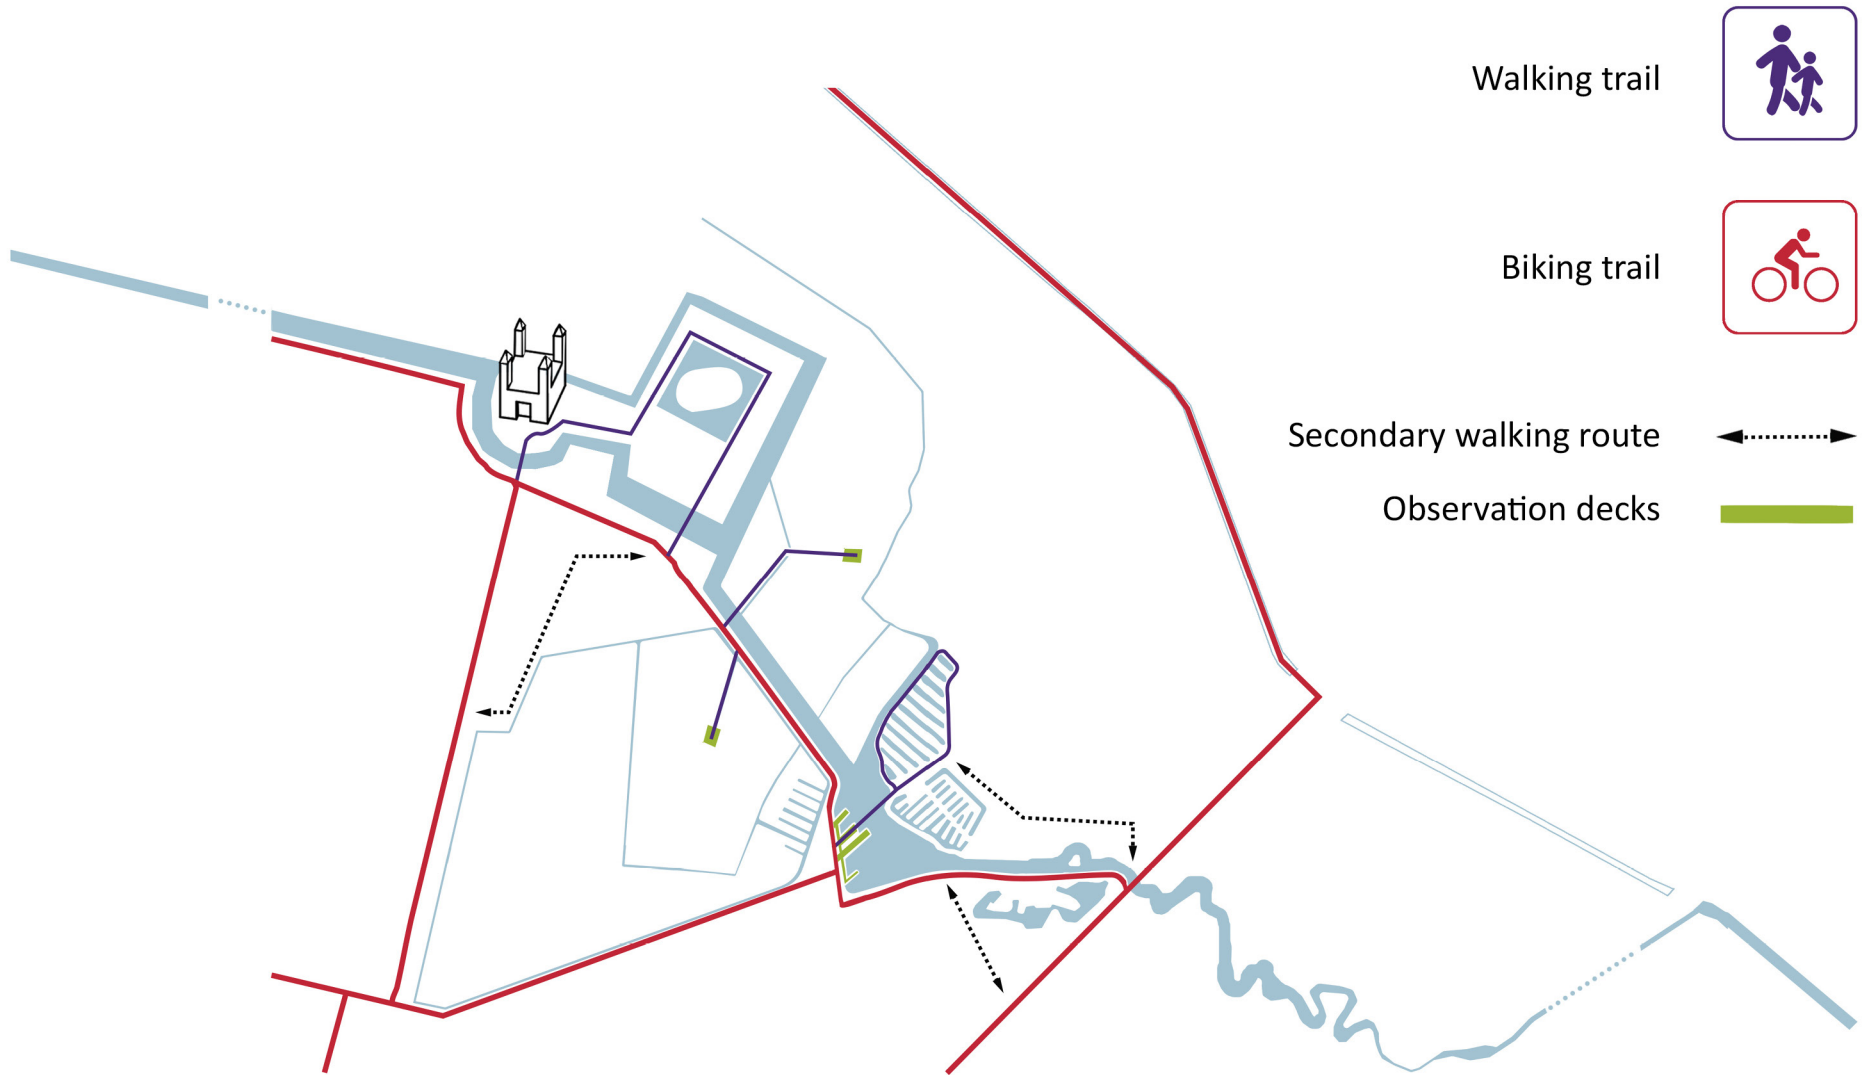 Walking trail
Biking trail
Secondary walking route
Observation decks